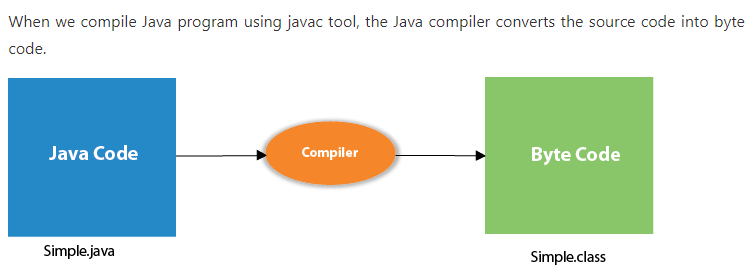 When we compile Java program using javac tool, the Java compiler converts the source code into byte
code.
Java Code
Compiler
Byte Code
Simple.java
Simple.class